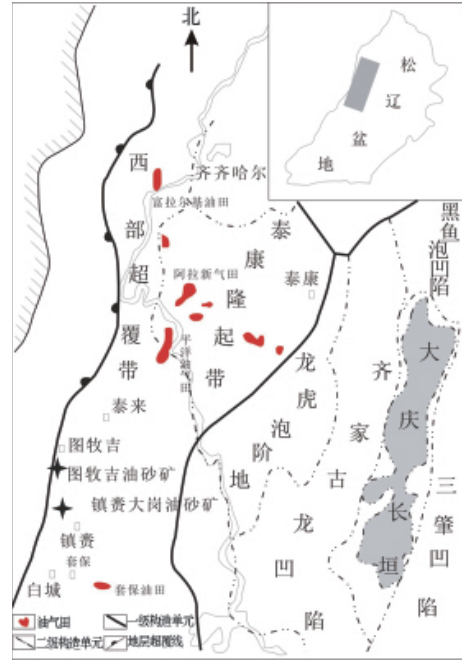 北
松
辽
盆
地
西部超覆带
齐齐哈尔
富拉尔基油田
泰康隆起带
阿拉新气田
泰康
平洋油气田
黑鱼泡凹陷
大庆长垣
龙虎泡阶地
齐家古龙凹陷
三肇凹陷
泰来
图牧吉
图牧吉油砂矿
镇赉大岗油砂矿
镇赉
套保
白城
套保油田
油气田
一级构造单元
二级构造单元
地层超覆线